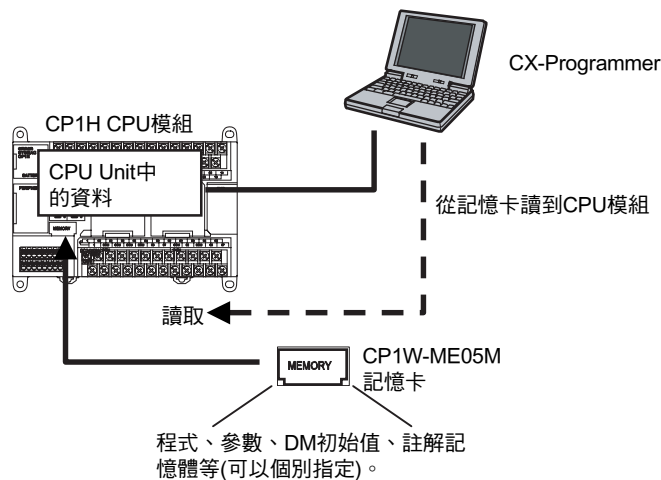 CX-Programmer
CP1H CPU模組
CPU Unit中
的資料
MEMORY
從記憶卡讀到CPU模組
讀取
MEMORY
CP1W-ME05M
記憶卡
程式、參數、DM初始值、註解記
憶體等(可以個別指定)。